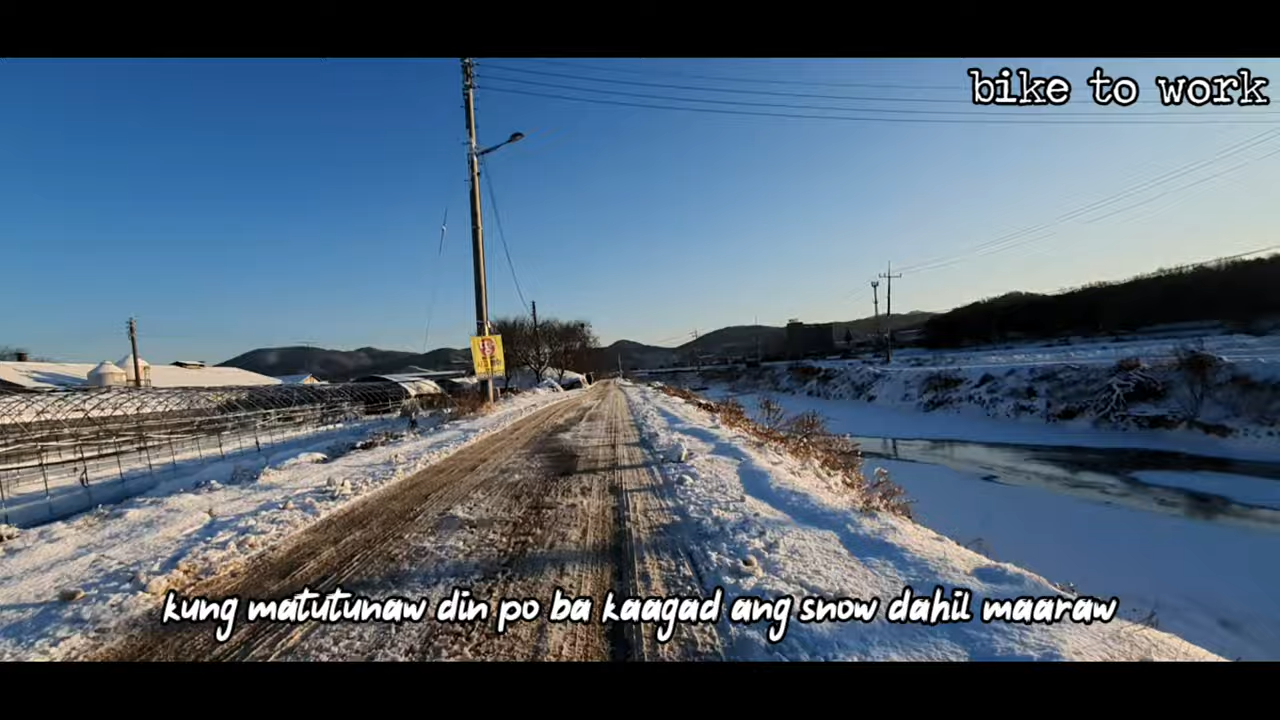 bike to work
kung matutunaw din po ba kaagad ang snow dahil maaraw